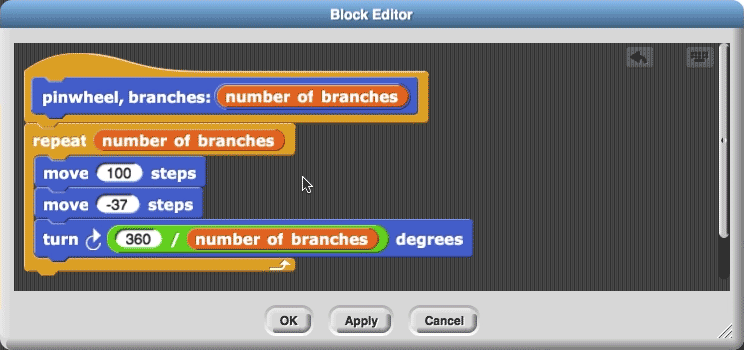 Block Editor
pinwheel, branches: number of branches
repeat number of branches
move 100 steps
move -37 steps
turn 360 / number of branches degrees
OK Apply Cancel